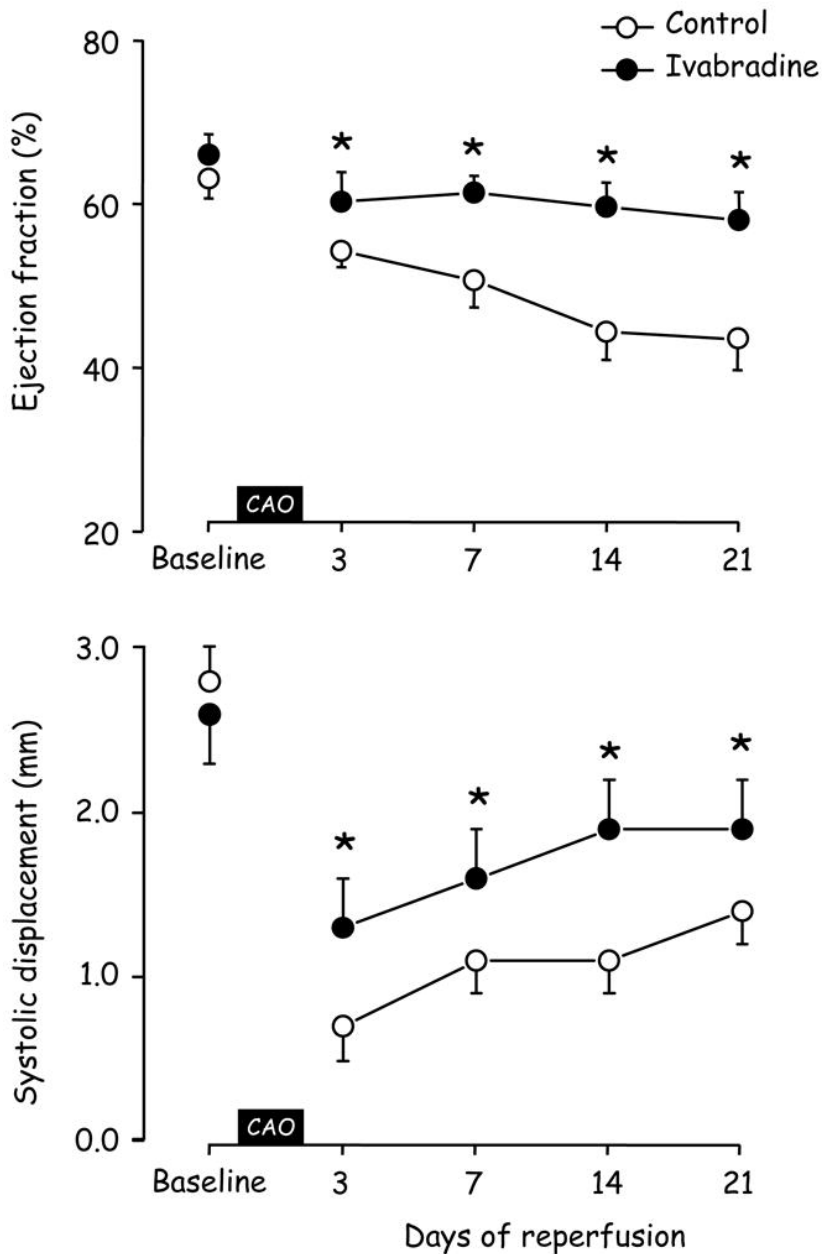 Control
Ivabradine
Ejection fraction (%)
80
60
40
20
* * * *
CAO
Baseline 3 7 14 21
Systolic displacement (mm)
3.0
2.0
1.0
0.0
* * * *
CAO
Baseline 3 7 14 21
Days of reperfusion